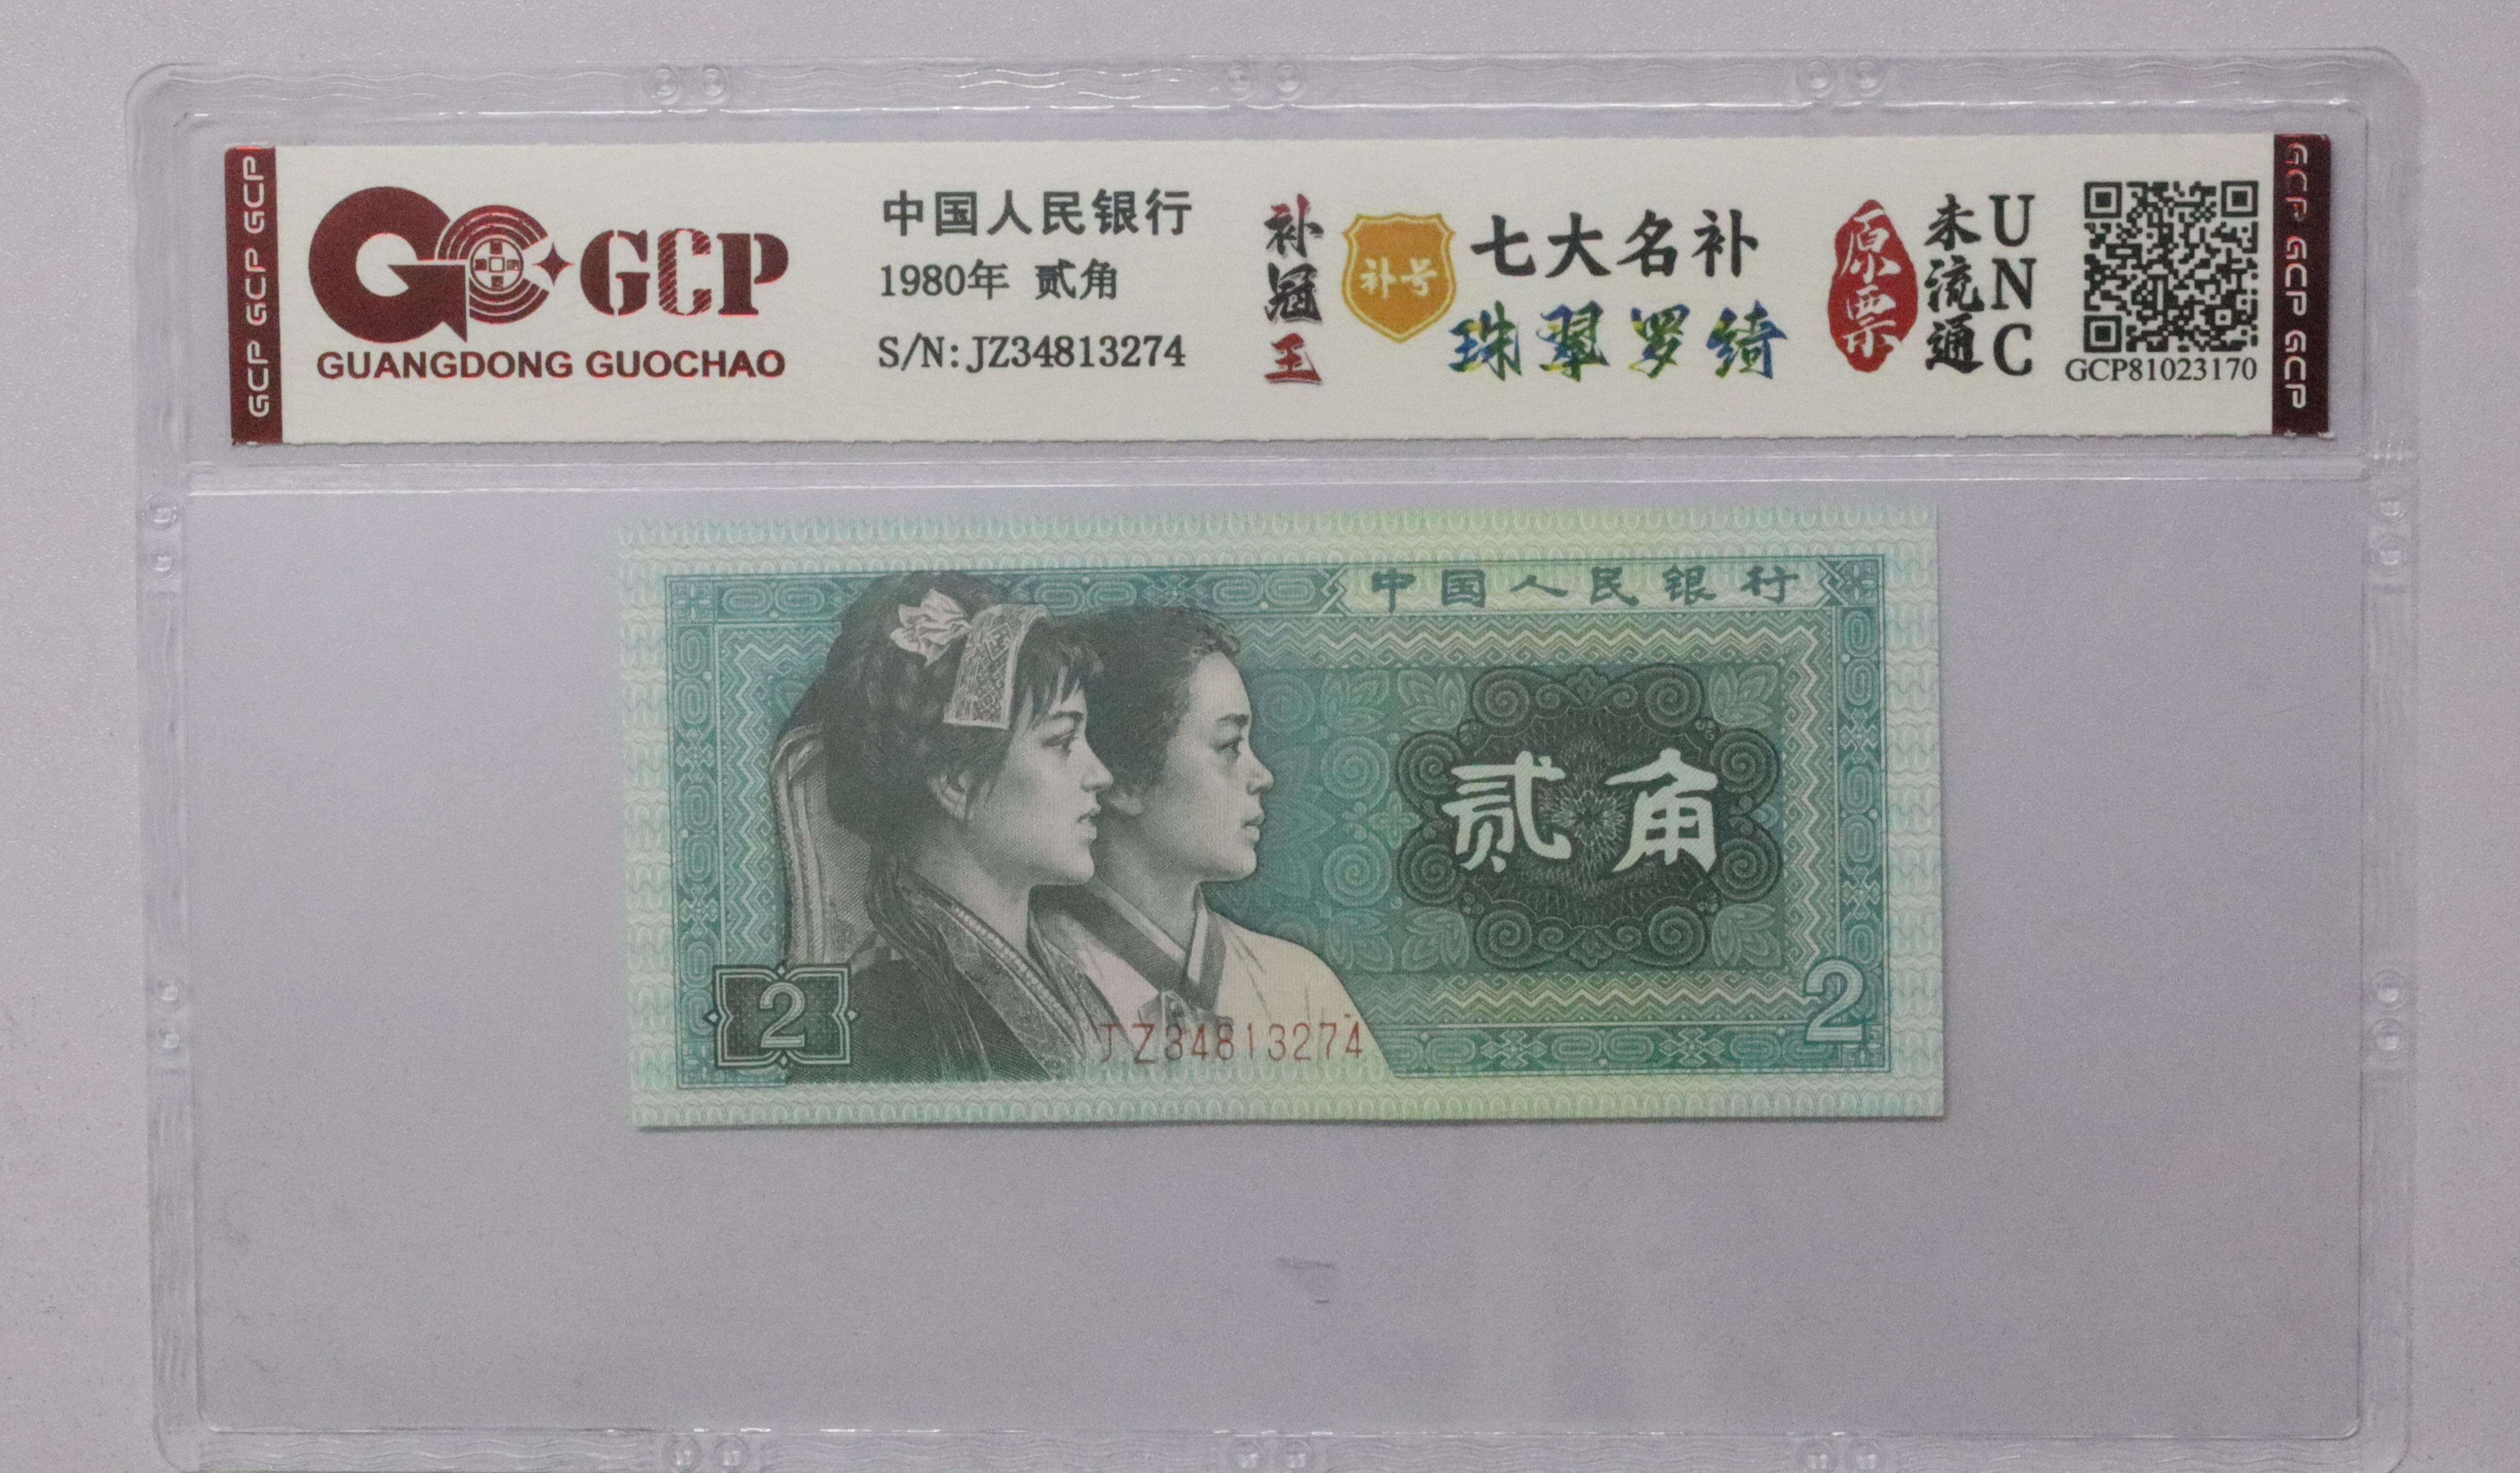 GCP GCP GCP
GCP
GUANGDONG GUOCHAO
中国人民银行
1980年 贰角
S/N: JZ34813274
补冠王
补号
七大名补
珠翠罗绮
原票
未流通
UNC
GCP81023170
GCP GCP GCP
中国人民银行
贰角
2
2
JZ34813274